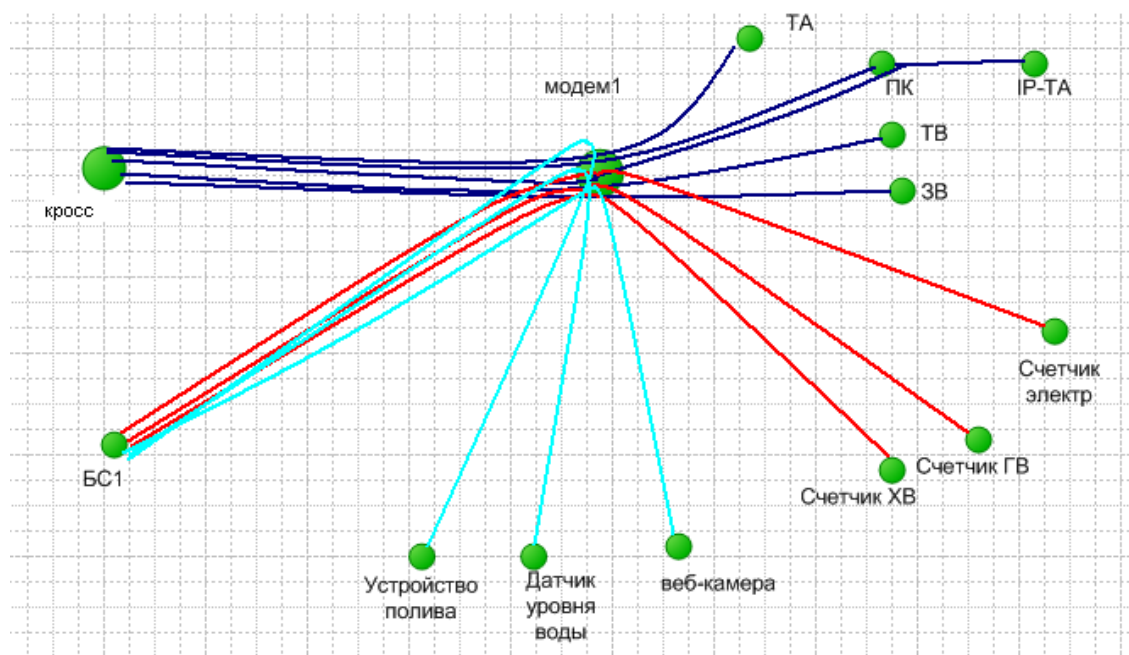 ТА
модем1
ПК
IP-ТА
ТВ
ЗВ
кросс
Счетчик
электр
Счетчик ГВ
БС1
Счетчик ХВ
Устройство
полива
Датчик
уровня
воды
веб-камера